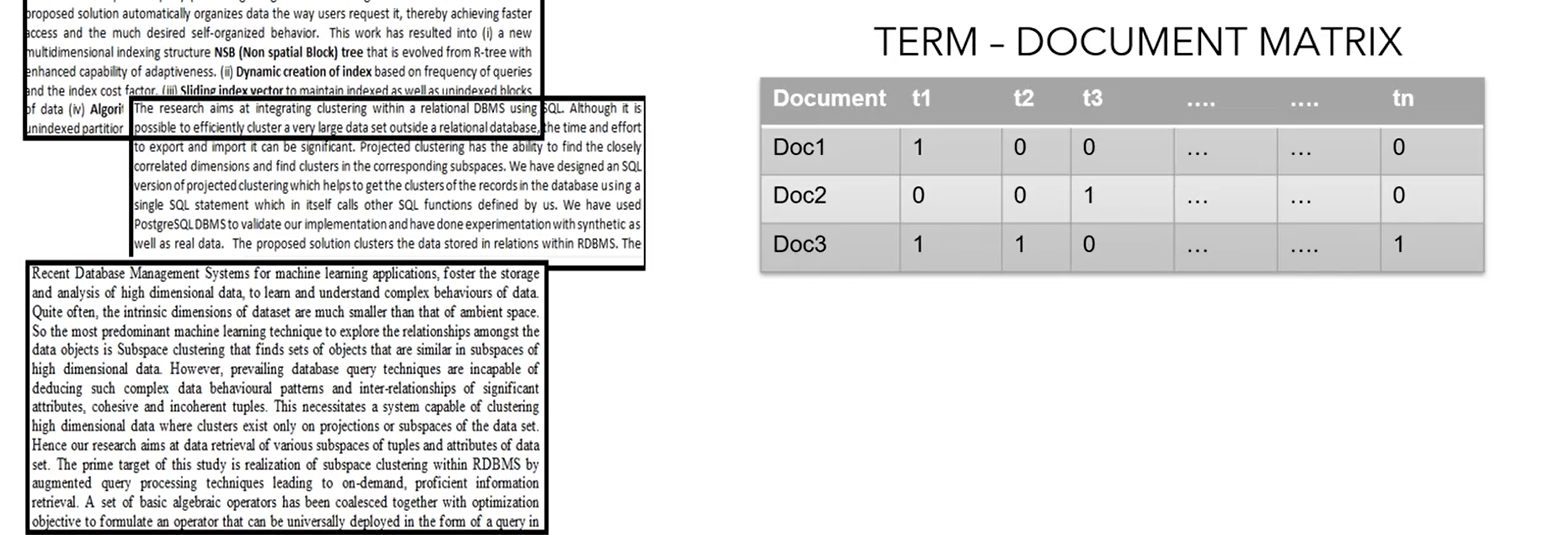 proposed solution automatically organizes data the way users request it, thereby achieving faster
access and the much desired self-organized behavior. This work has resulted into (i) a new
multidimensional indexing structure NSB (Non spatial Block) tree that is evolved from R-tree with
enhanced capability of adaptiveness. (ii) Dynamic creation of index based on frequency of queries
and the index cost factor. (iii) Sliding index vector to maintain indexed as well as unindexed blocks
of data (iv) Algori
unindexed partition
The research aims at integrating clustering within a relational DBMS using SQL. Although it is
possible to efficiently cluster a very large data set outside a relational database, the time and effort
to export and import it can be significant. Projected clustering has the ability to find the closely
correlated dimensions and find clusters in the corresponding subspaces. We have designed an SQL
version of projected clustering which helps to get the clusters of the records in the database using a
single SQL statement which in itself calls other SQL functions defined by us. We have used
PostgreSQL DBMS to validate our implementation and have done experimentation with synthetic as
well as real data. The proposed solution clusters the data stored in relations within RDBMS. The
Recent Database Management Systems for machine learning applications, foster the storage
and analysis of high dimensional data, to learn and understand complex behaviours of data.
Quite often, the intrinsic dimensions of dataset are much smaller than that of ambient space.
So the most predominant machine learning technique to explore the relationships amongst the
data objects is Subspace clustering that finds sets of objects that are similar in subspaces of
high dimensional data. However, prevailing database query techniques are incapable of
deducing such complex data behavioural patterns and inter-relationships of significant
attributes, cohesive and incoherent tuples. This necessitates a system capable of clustering
high dimensional data where clusters exist only on projections or subspaces of the data set.
Hence our research aims at data retrieval of various subspaces of tuples and attributes of data
set. The prime target of this study is realization of subspace clustering within RDBMS by
augmented query processing techniques leading to on-demand, proficient information
retrieval. A set of basic algebraic operators has been coalesced together with optimization
objective to formulate an operator that can be universally deployed in the form of a query in
TERM – DOCUMENT MATRIX
Document t1 t2 t3 .... .... tn
Doc1 1 0 0 ... .... 0
Doc2 0 0 1 ... ... 0
Doc3 1 1 0 ... .... 1